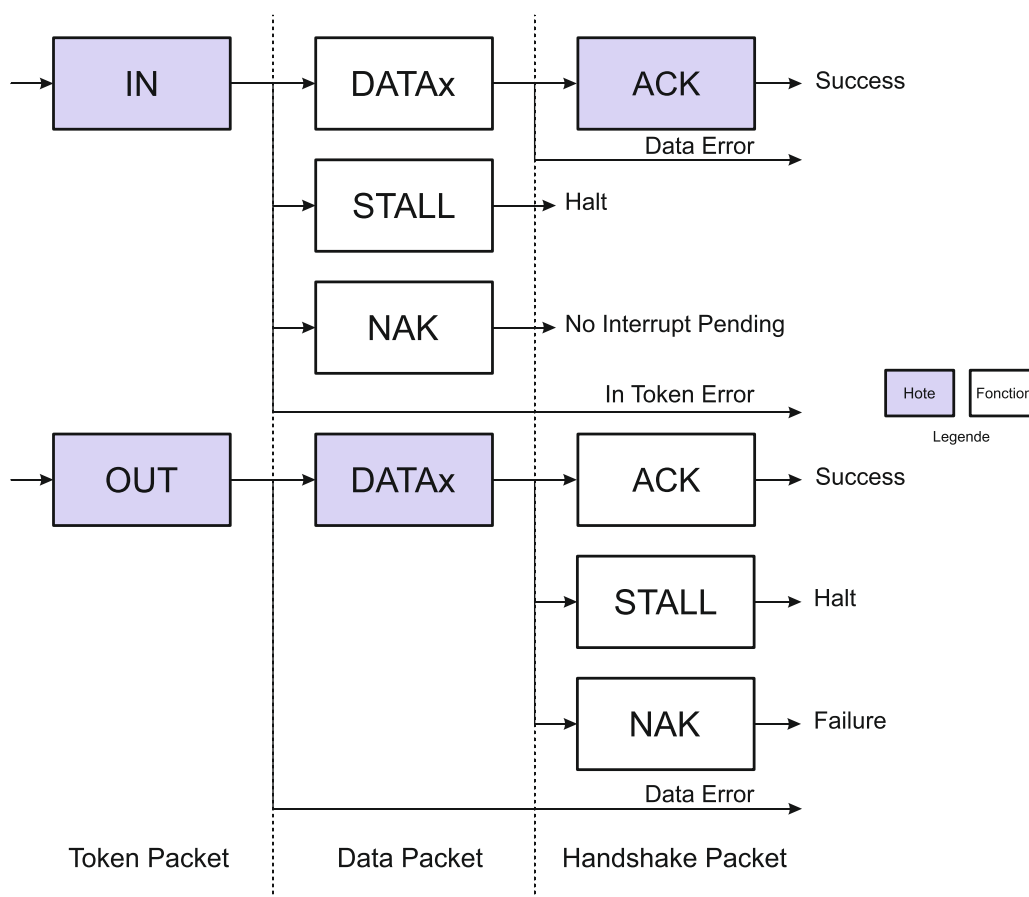 IN
DATAx
ACK
Success
Data Error
STALL
Halt
NAK
No Interrupt Pending
In Token Error
Hote
Fonction
Legende
OUT
DATAx
ACK
Success
STALL
Halt
NAK
Failure
Data Error
Token Packet
Data Packet
Handshake Packet